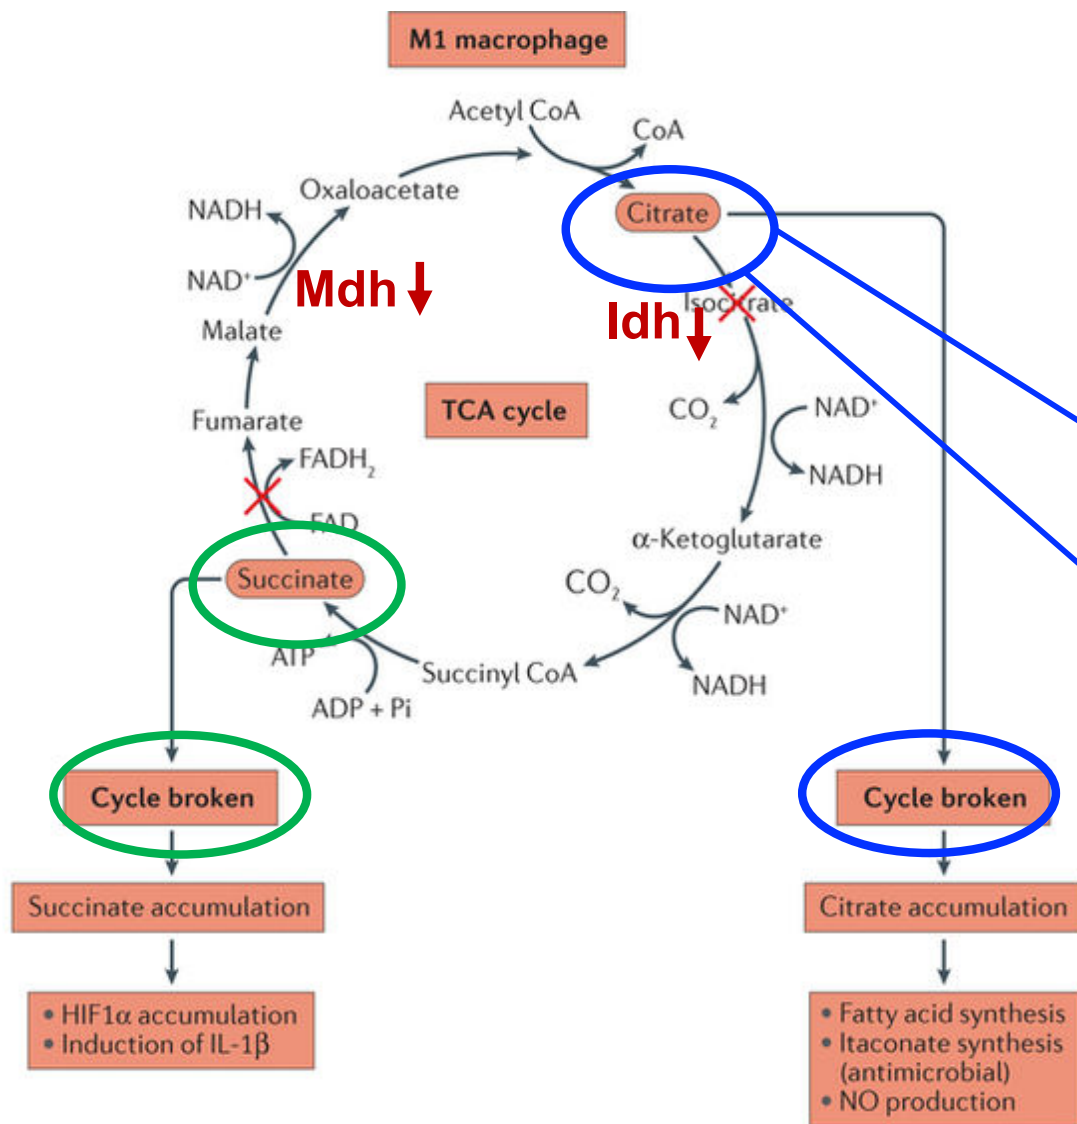 M1 macrophage
Acetyl CoA
CoA
Oxaloacetate
Citrate
NADH
NAD⁺
Mdh
Isocitrate
Idh
Malate
TCA cycle
CO₂
NAD⁺
NADH
Fumarate
FADH₂
FAD
α-Ketoglutarate
Succinate
CO₂
NAD⁺
NADH
ATP
Succinyl CoA
ADP + Pi
Cycle broken
Cycle broken
Succinate accumulation
Citrate accumulation
• HIF1α accumulation
• Induction of IL-1β
• Fatty acid synthesis
• Itaconate synthesis
(antimicrobial)
• NO production